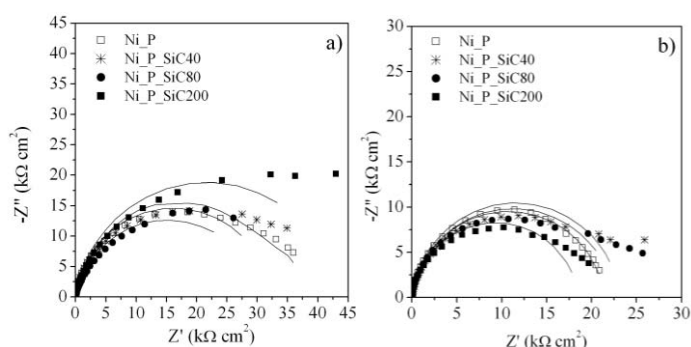 a)
Ni_P
Ni_P_SiC40
Ni_P_SiC80
Ni_P_SiC200
-Z" (kΩ cm²)
45
40
35
30
25
20
15
10
5
0
0 5 10 15 20 25 30 35 40 45
Z' (kΩ cm²)
b)
Ni_P
Ni_P_SiC40
Ni_P_SiC80
Ni_P_SiC200
-Z" (kΩ cm²)
30
25
20
15
10
5
0
0 5 10 15 20 25 30
Z' (kΩ cm²)